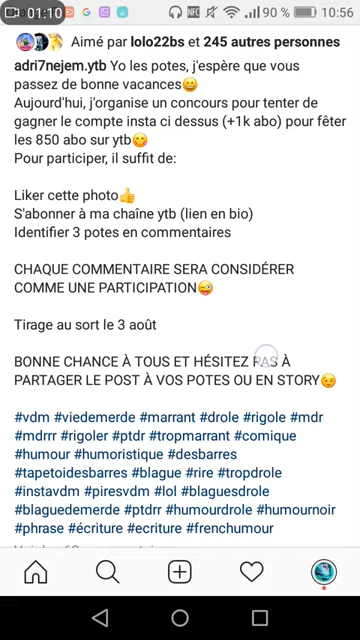 01:10
90 % 10:56
Aimé par lolo22bs et 245 autres personnes
adri7nejem.ytb Yo les potes, j'espère que vous
passez de bonne vacances😀
Aujourd'hui, j'organise un concours pour tenter de
gagner le compte insta ci dessus (+1k abo) pour fêter
les 850 abo sur ytb😋
Pour participer, il suffit de:
Liker cette photo👍
S'abonner à ma chaîne ytb (lien en bio)
Identifier 3 potes en commentaires
CHAQUE COMMENTAIRE SERA CONSIDÉRER
COMME UNE PARTICIPATION😜
Tirage au sort le 3 août
BONNE CHANCE À TOUS ET HÉSITEZ PAS À
PARTAGER LE POST À VOS POTES OU EN STORY😉
#vdm #viedemerde #marrant #drole #rigole #mdr
#mdrrr #rigoler #ptdr #tropmarrant #comique
#humour #humoristique #desbarres
#tapetoidesbarres #blague #rire #tropdrole
#instavdm #piresvdm #lol #blaguesdrole
#blaguedemerde #ptdrr #humourdrole #humournoir
#phrase #écriture #ecriture #frenchumour